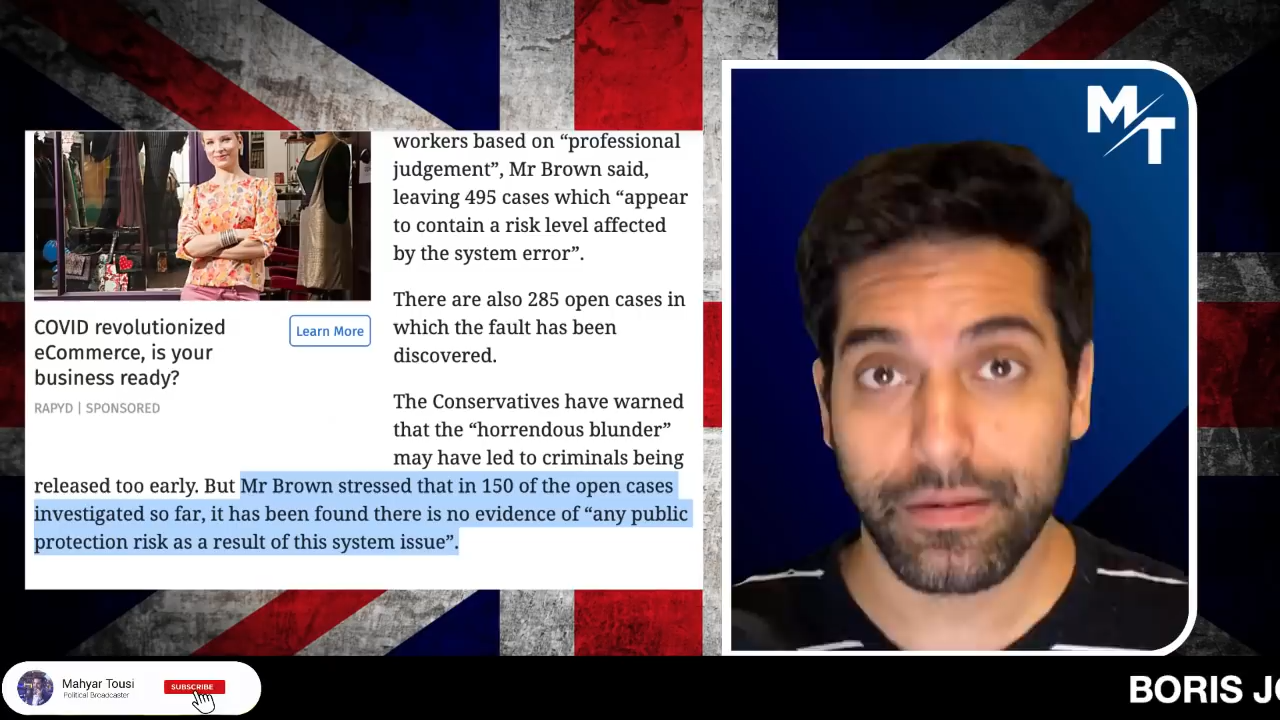 workers based on “professional
judgement”, Mr Brown said,
leaving 495 cases which “appear
to contain a risk level affected
by the system error”.
There are also 285 open cases in
which the fault has been
discovered.
The Conservatives have warned
that the “horrendous blunder”
may have led to criminals being
released too early. But Mr Brown stressed that in 150 of the open cases
investigated so far, it has been found there is no evidence of “any public
protection risk as a result of this system issue”.
COVID revolutionized
eCommerce, is your
business ready?
Learn More
RAPYD | SPONSORED
M/T
Mahyar Tousi
Political Broadcaster
SUBSCRIBE
BORIS JO